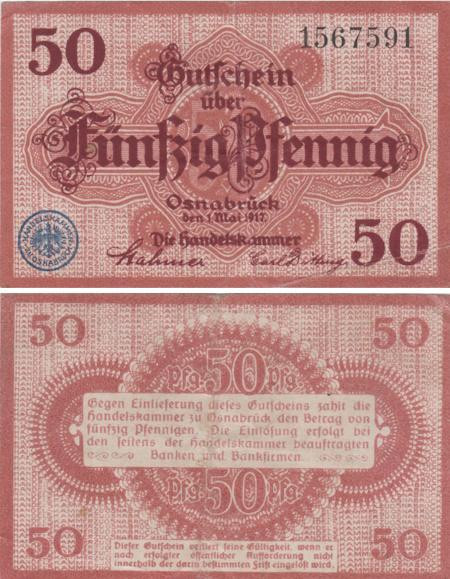 50
1567591
Gutschein
über
Fünfzig Pfennig
Osnabrück
den 1 Mai 1917.
Die Handelskammer
50
HANDELSKAMMER
OSNABRÜCK
50
50
Pfg 50 Pfg
Gegen Einlieferung dieses Gutscheins zahlt die
Handelskammer zu Osnabrück den Betrag von
fünfzig Pfennigen. Die Einlösung erfolgt bei
den seitens der Handelskammer beauftragten
Banken und Bankfirmen.
Pfg 50 Pfg
50
50
Dieser Gutschein verliert seine Gültigkeit, wenn er
nach erfolgter öffentlicher Aufforderung nicht
innerhalb der darin bestimmten Frist eingelöst wird.